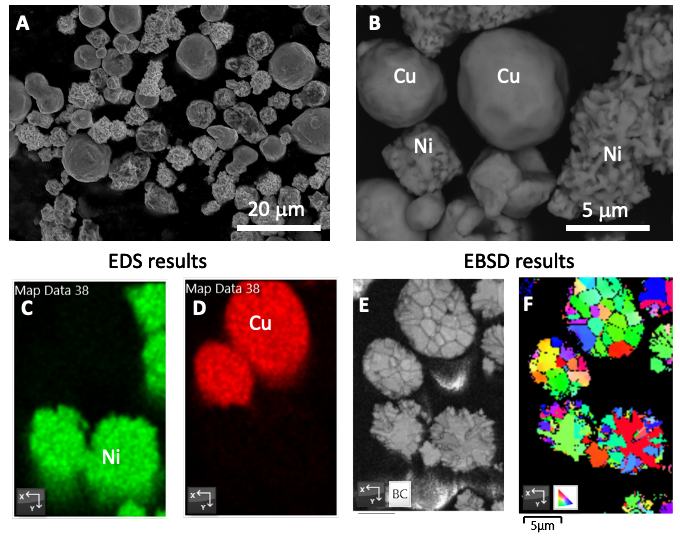 A
20 µm
B
Cu
Cu
Ni
Ni
5 µm
EDS results
EBSD results
Map Data 38
C
Ni
X
Y
Map Data 38
D
Cu
X
Y
E
X
Y
BC
F
X
Y
5µm